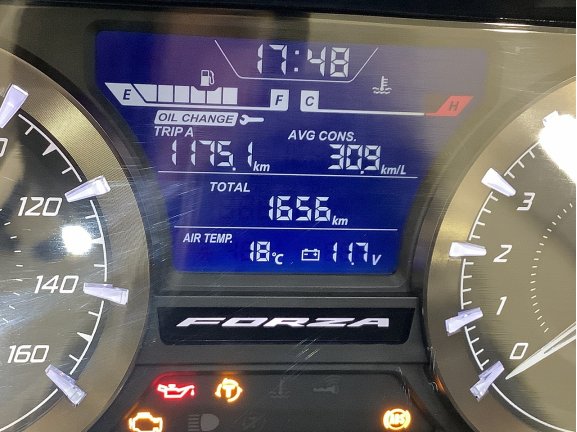 17:48
E F C H
OIL CHANGE
TRIP A AVG CONS.
1175.1 km 30.9 km/L
TOTAL
1656 km
AIR TEMP.
18°C 11.7 V
120
140
160
3
2
1
0
FORZA
ABS